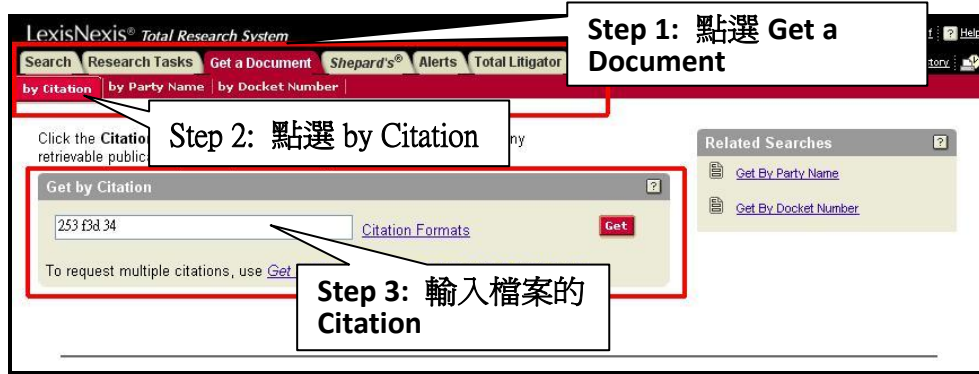 LexisNexis® Total Research System
Step 1: 點選 Get a
Document
Help
Search Research Tasks Get a Document Shepard's® Alerts Total Litigator
by Citation by Party Name by Docket Number
Step 2: 點選 by Citation
Click the Citation
retrievable
Related Searches ?
Get By Party Name
Get By Docket Number
Get by Citation ?
253 f3d 34 Citation Formats Get
To request multiple citations, use Get
Step 3: 輸入檔案的
Citation